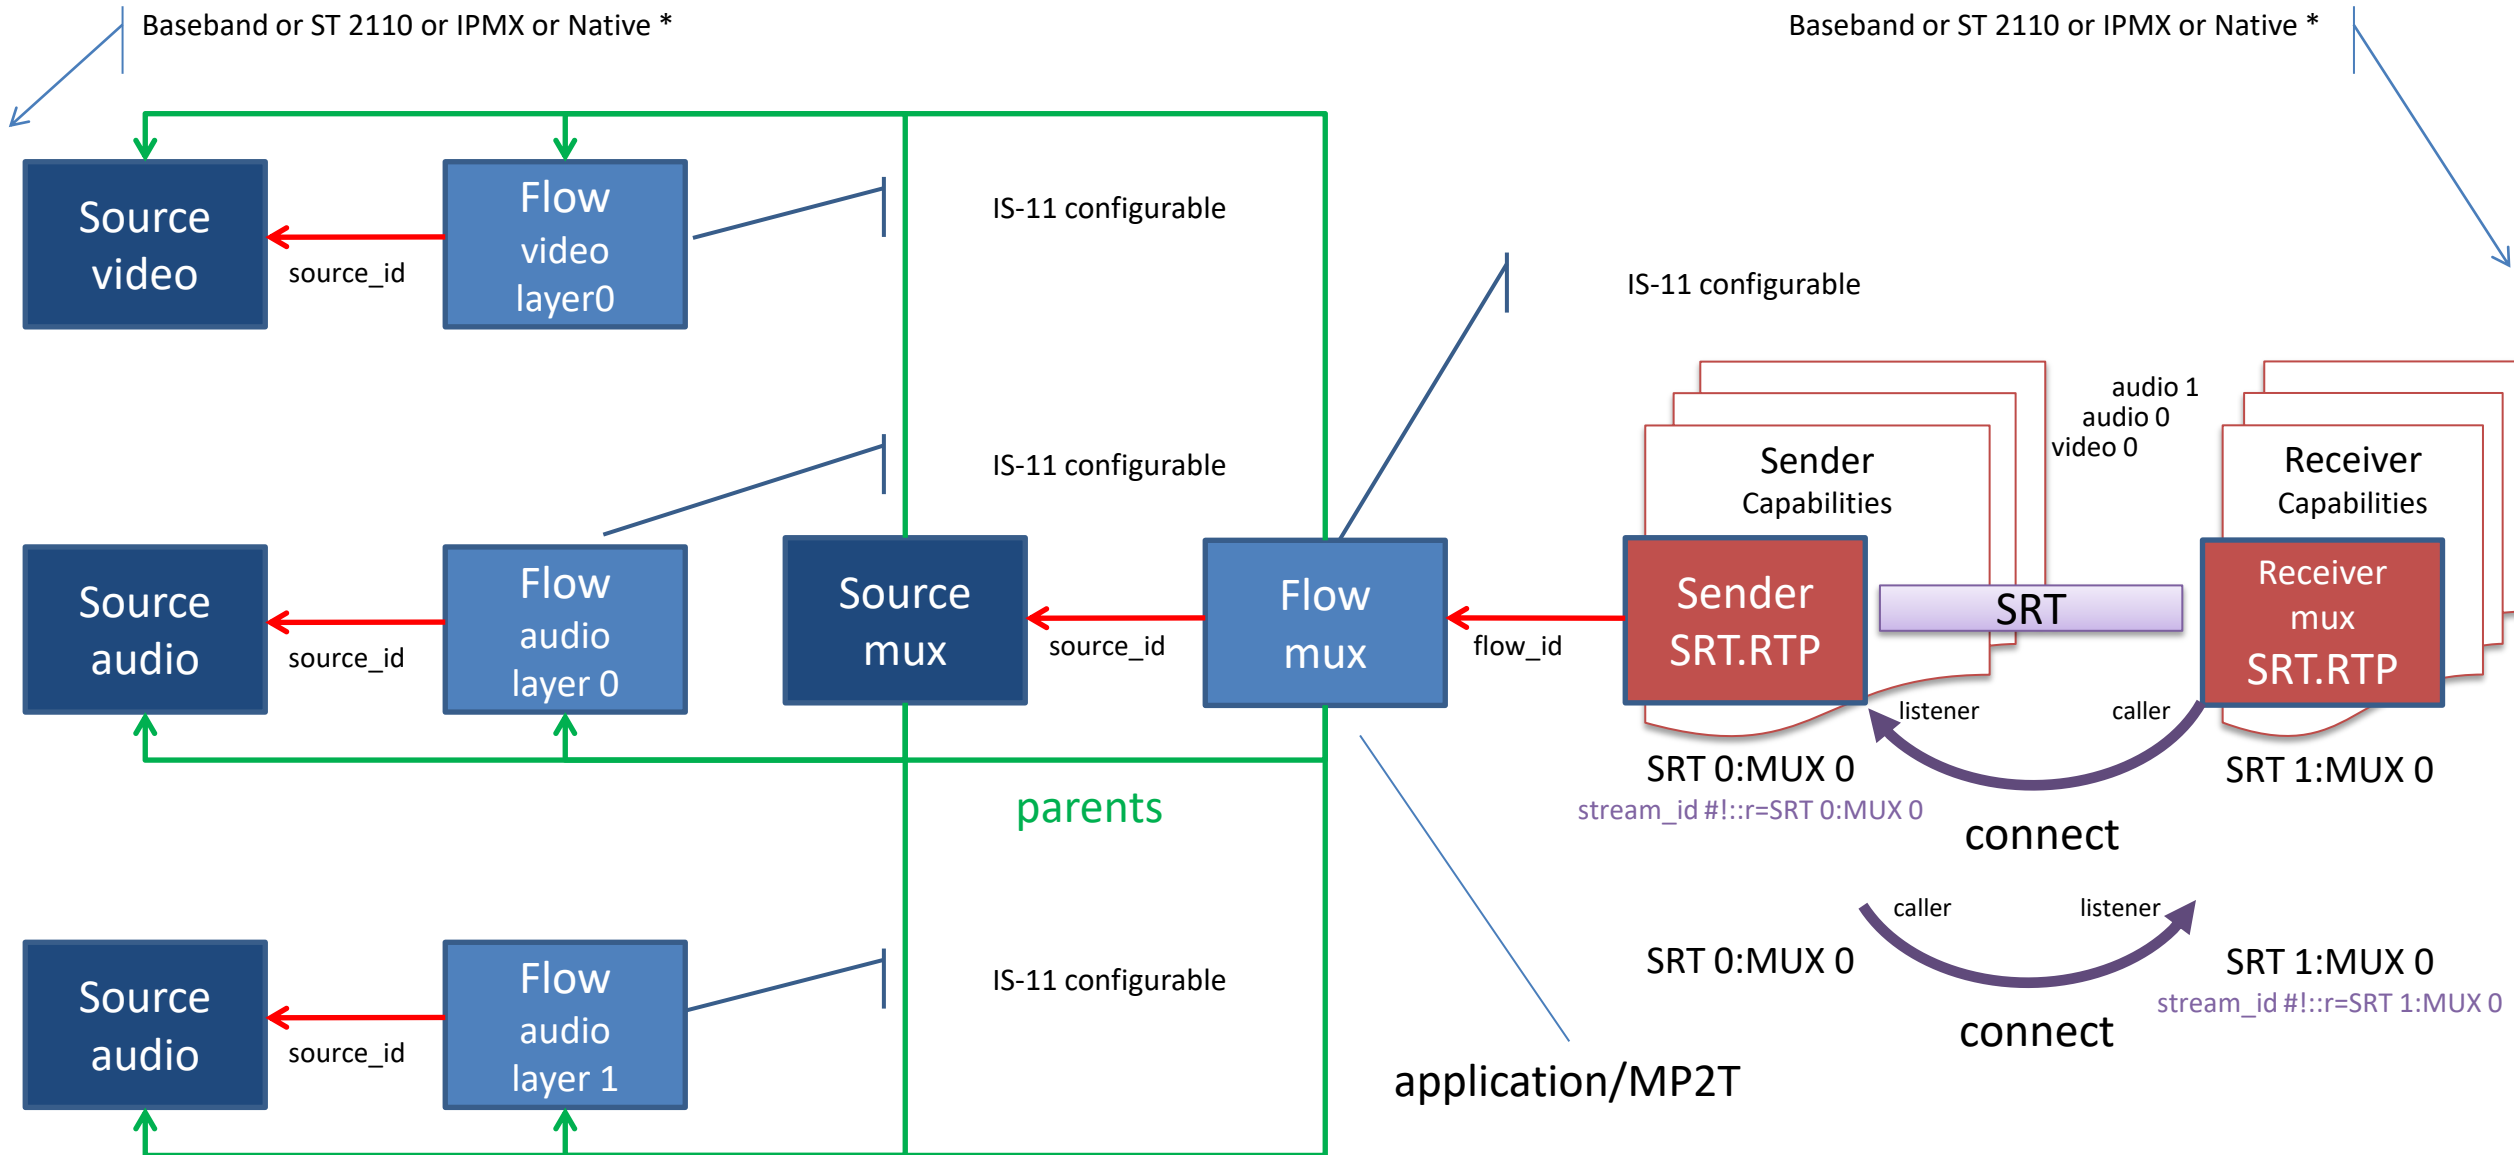 Baseband or ST 2110 or IPMX or Native *
Baseband or ST 2110 or IPMX or Native *
Source
video
source_id
Flow
video
layer0
IS-11 configurable
IS-11 configurable
Source
audio
source_id
Flow
audio
layer 0
IS-11 configurable
Source
mux
source_id
Flow
mux
flow_id
parents
Source
audio
source_id
Flow
audio
layer 1
IS-11 configurable
application/MP2T
audio 1
audio 0
video 0
Sender
Capabilities
Sender
SRT.RTP
SRT
Receiver
Capabilities
Receiver
mux
SRT.RTP
listener
caller
SRT 0:MUX 0
stream_id #!::r=SRT 0:MUX 0
SRT 1:MUX 0
connect
caller
listener
SRT 0:MUX 0
SRT 1:MUX 0
stream_id #!::r=SRT 1:MUX 0
connect